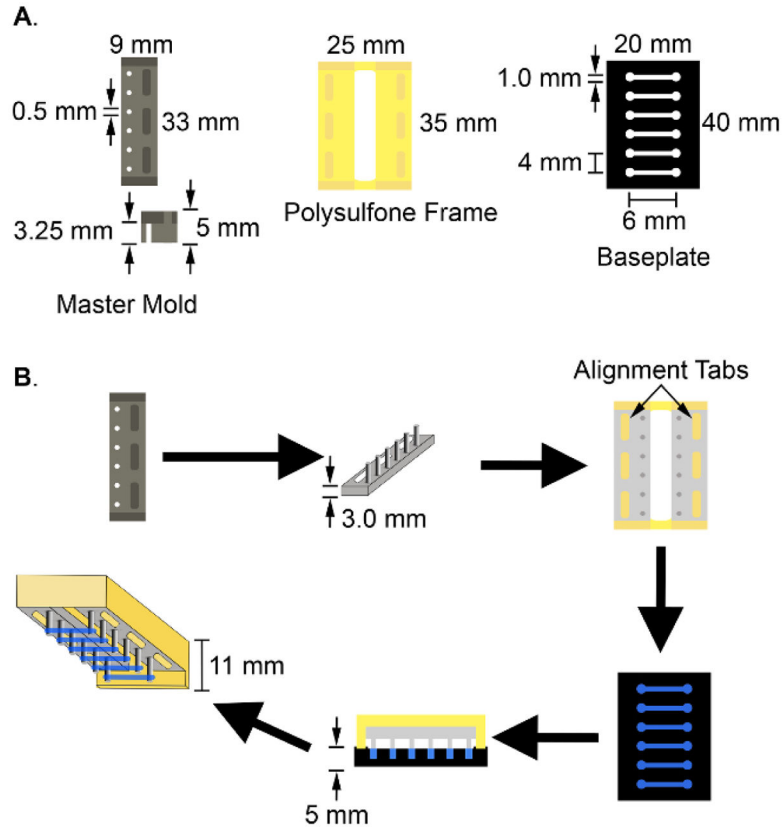 A.
9 mm
25 mm
20 mm
0.5 mm
33 mm
35 mm
1.0 mm
40 mm
4 mm
3.25 mm
5 mm
6 mm
Polysulfone Frame
Baseplate
Master Mold
B.
Alignment Tabs
3.0 mm
11 mm
5 mm